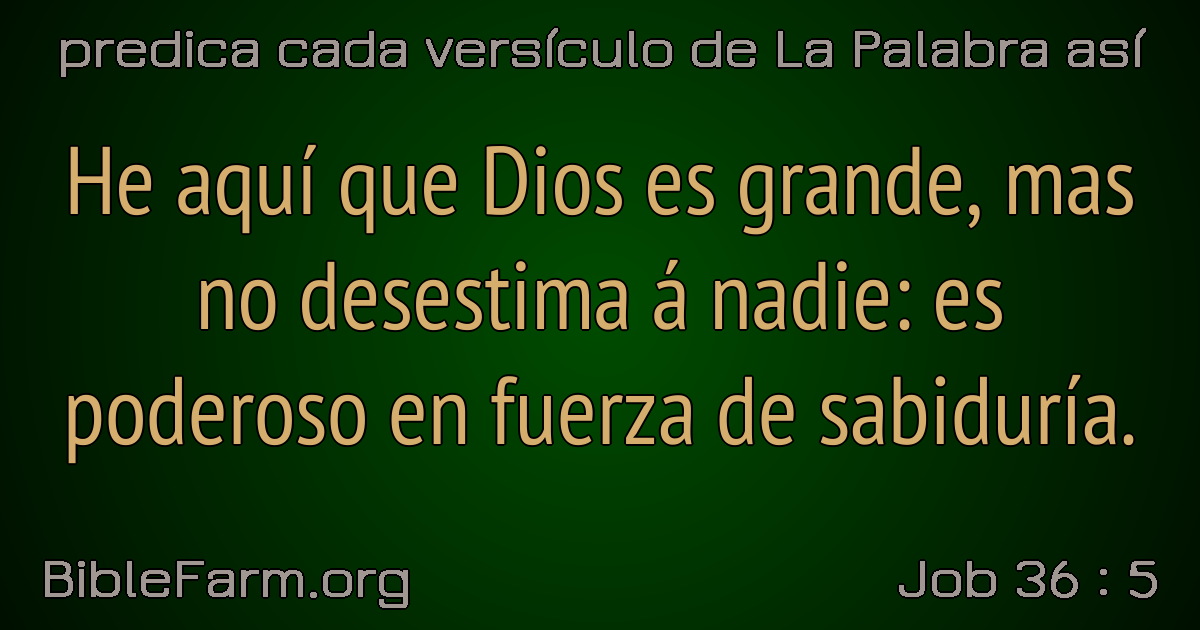 predica cada versículo de La Palabra así
He aquí que Dios es grande, mas
no desestima á nadie: es
poderoso en fuerza de sabiduría.
BibleFarm.org
Job 36 : 5